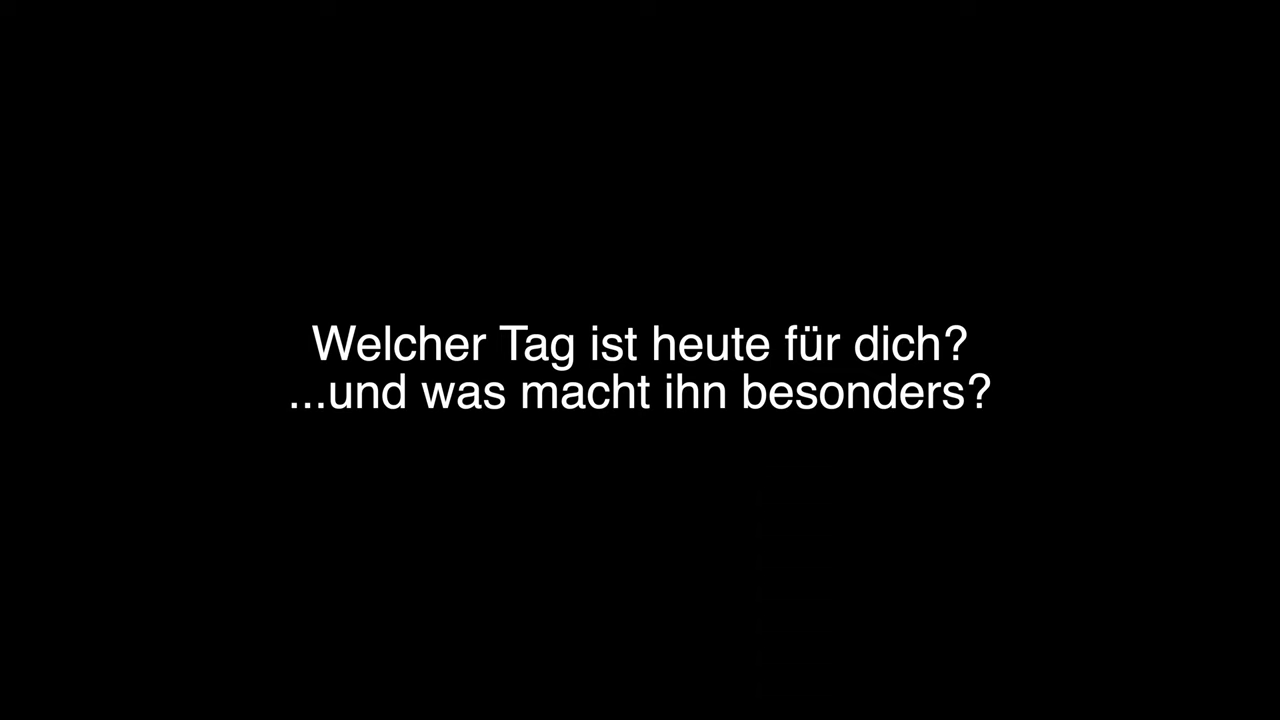 Welcher Tag ist heute für dich?
...und was macht ihn besonders?